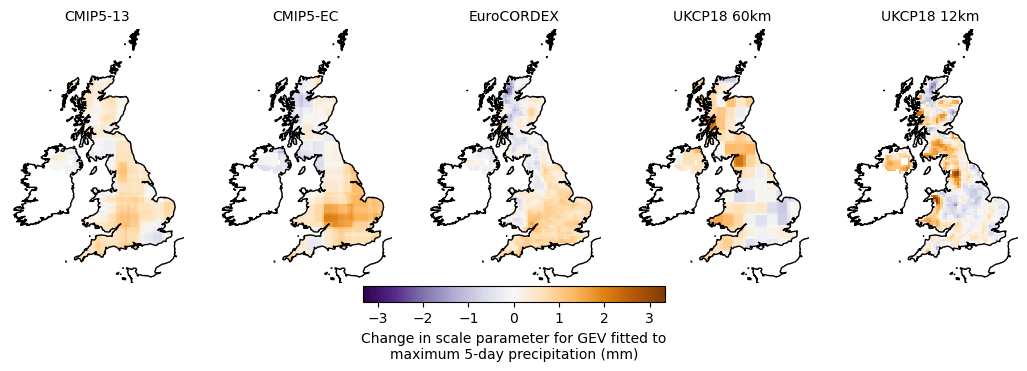 CMIP5-13
CMIP5-EC
EuroCORDEX
UKCP18 60km
UKCP18 12km
−3 −2 −1 0 1 2 3
Change in scale parameter for GEV fitted to
maximum 5-day precipitation (mm)